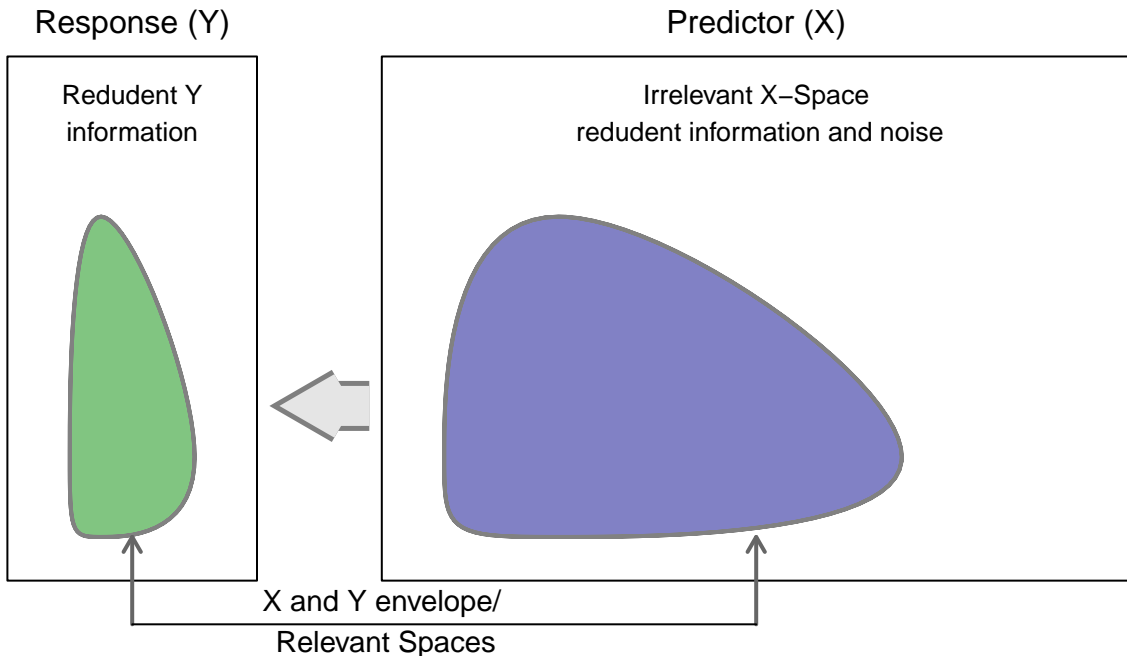 Response (Y)
Predictor (X)
Redudent Y
information
Irrelevant X−Space
redudent information and noise
X and Y envelope/
Relevant Spaces